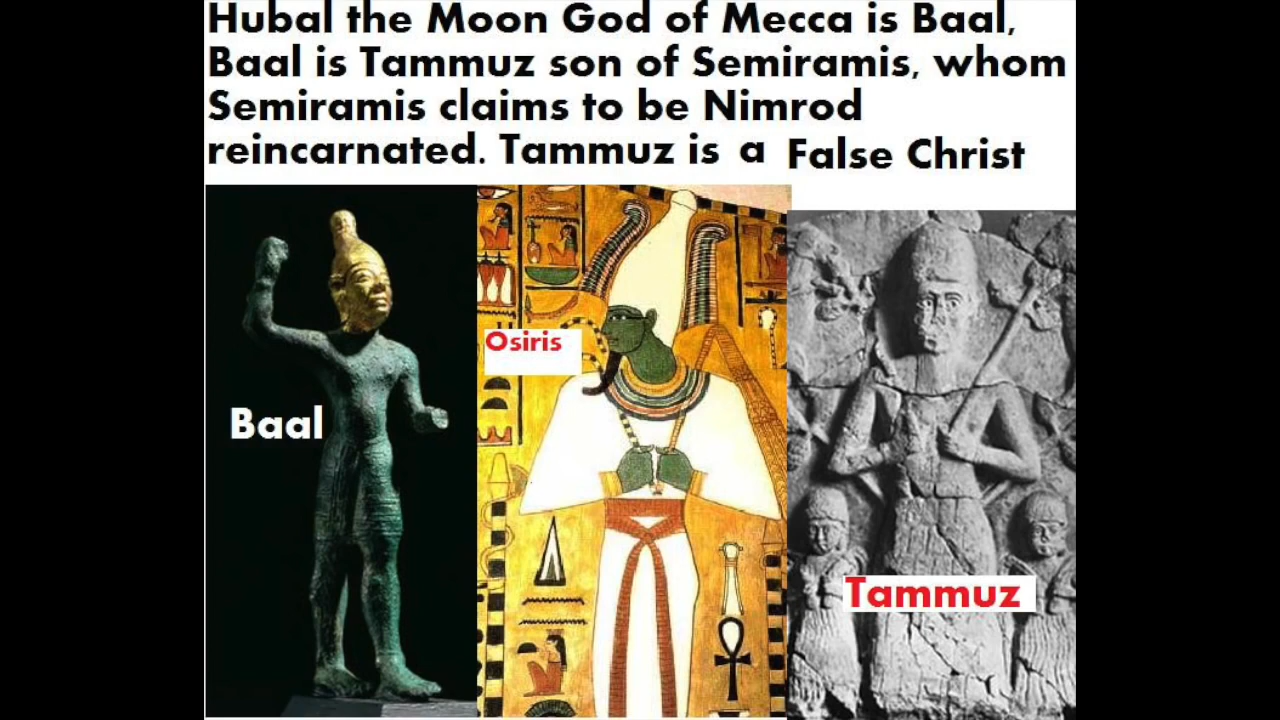 Hubal the Moon God of Mecca is Baal,
Baal is Tammuz son of Semiramis, whom
Semiramis claims to be Nimrod
reincarnated. Tammuz is a False Christ
Osiris
Baal
Tammuz